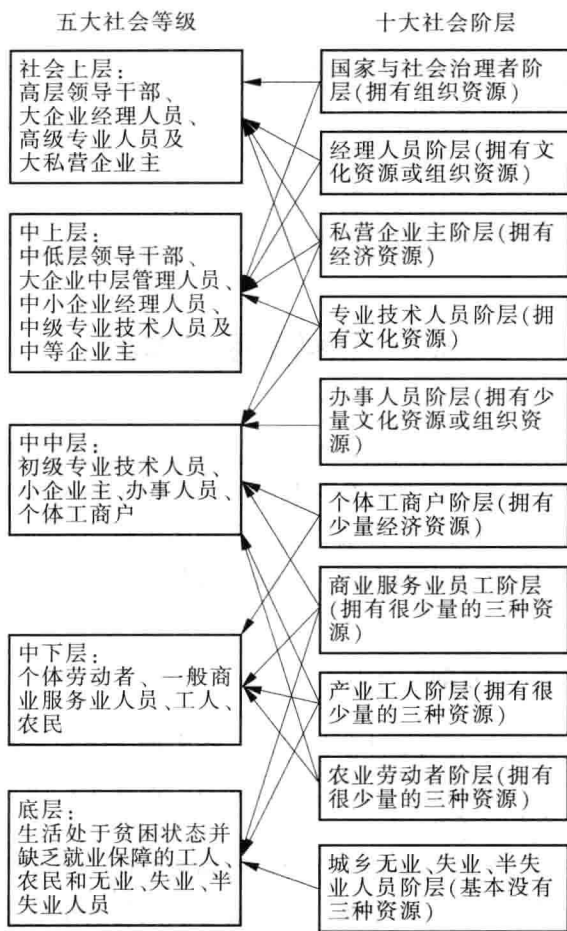 五大社会等级
社会上层：
高层领导干部、
大企业经理人员、
高级专业人员及
大私营企业主
中上层：
中低层领导干部、
大企业中层管理人员、
中小企业经理人员、
中级专业技术人员及
中等企业主
中中层：
初级专业技术人员、
小企业主、办事人员、
个体工商户
中下层：
个体劳动者、一般商
业服务业人员、工人、
农民
底层：
生活处于贫困状态并
缺乏就业保障的工人、
农民和无业、失业、半
失业人员
十大社会阶层
国家与社会治理者阶
层(拥有组织资源)
经理人员阶层(拥有文
化资源或组织资源)
私营企业主阶层(拥有
经济资源)
专业技术人员阶层(拥
有文化资源)
办事人员阶层(拥有少
量文化资源或组织资
源)
个体工商户阶层(拥有
少量经济资源)
商业服务业员工阶层
(拥有很少量的三种资
源)
产业工人阶层(拥有很
少量的三种资源)
农业劳动者阶层(拥有
很少量的三种资源)
城乡无业、失业、半失
业人员阶层(基本没有
三种资源)